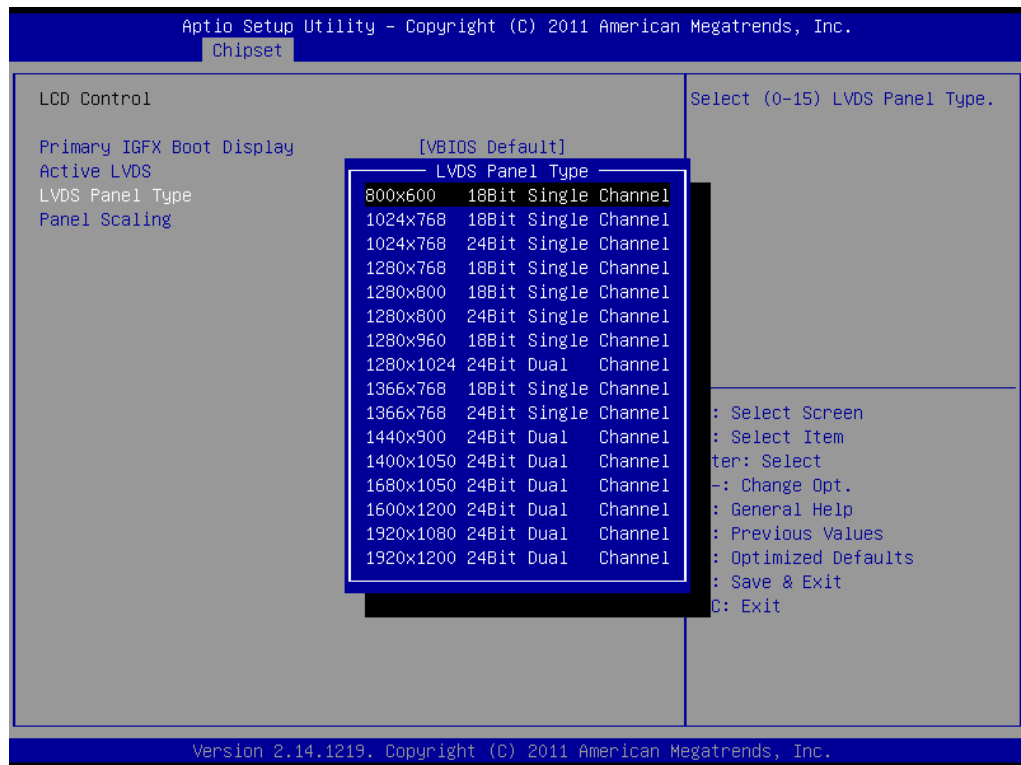 Aptio Setup Utility – Copyright (C) 2011 American Megatrends, Inc.
Chipset
LCD Control
Primary IGFX Boot Display [VBIOS Default]
Active LVDS
LVDS Panel Type
Panel Scaling
LVDS Panel Type
800x600 18Bit Single Channel
1024x768 18Bit Single Channel
1024x768 24Bit Single Channel
1280x768 18Bit Single Channel
1280x800 18Bit Single Channel
1280x800 24Bit Single Channel
1280x960 18Bit Single Channel
1280x1024 24Bit Dual Channel
1366x768 18Bit Single Channel
1366x768 24Bit Single Channel
1440x900 24Bit Dual Channel
1400x1050 24Bit Dual Channel
1680x1050 24Bit Dual Channel
1600x1200 24Bit Dual Channel
1920x1080 24Bit Dual Channel
1920x1200 24Bit Dual Channel
Select (0-15) LVDS Panel Type.
: Select Screen
: Select Item
ter: Select
-: Change Opt.
: General Help
: Previous Values
: Optimized Defaults
: Save & Exit
C: Exit
Version 2.14.1219. Copyright (C) 2011 American Megatrends, Inc.